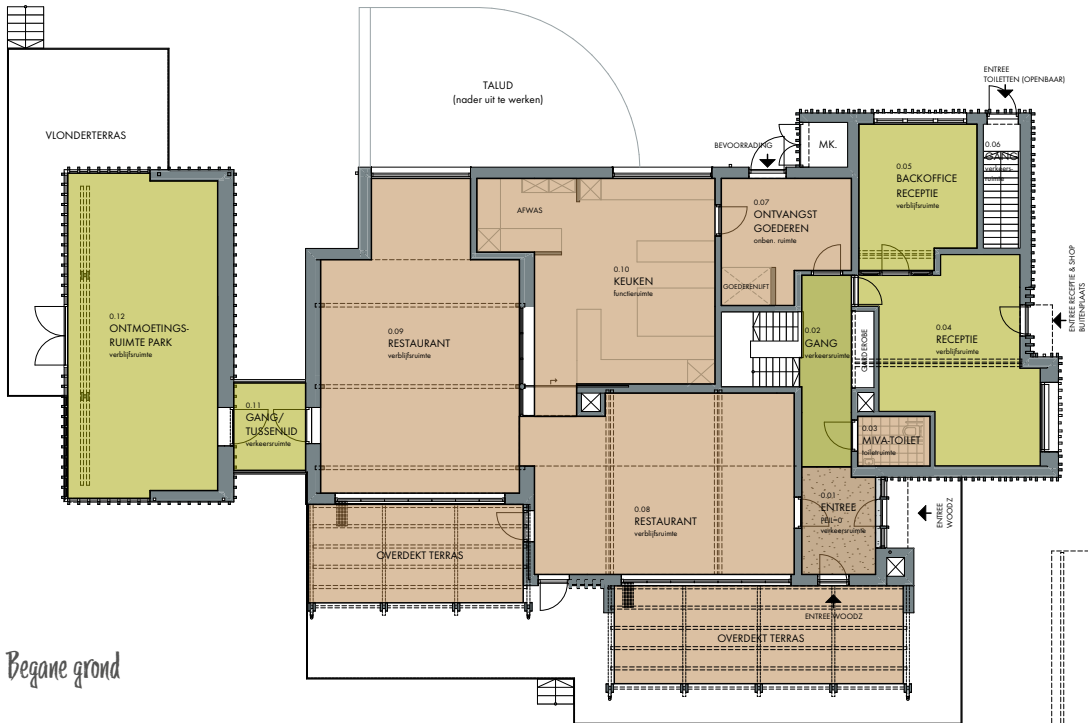 ENTREE
TOILETTEN (OPENBAAR)
TALUD
(nader uit te werken)
VLONDERTERRAS
BEVOORRADING
MK.
0.06
GANG
verkeers-
ruimte
0.05
BACKOFFICE
RECEPTIE
verblijfsruimte
0.07
ONTVANGST
GOEDEREN
onben. ruimte
AFWAS
0.10
KEUKEN
functieruimte
GOEDERENLIFT
ENTREE RECEPTIE & SHOP
BUITENPLAATS
0.12
ONTMOETINGS-
RUIMTE PARK
verblijfsruimte
0.09
RESTAURANT
verblijfsruimte
0.02
GANG
verkeersruimte
GARDEROBE
0.04
RECEPTIE
verblijfsruimte
0.11
GANG/
TUSSENLID
verkeersruimte
0.03
MIVA-TOILET
toiletruimte
0.08
RESTAURANT
verblijfsruimte
0.01
ENTREE
PEIL=0
verkeersruimte
ENTREE
WOODZ
OVERDEKT TERRAS
ENTREE WOODZ
OVERDEKT TERRAS
Begane grond